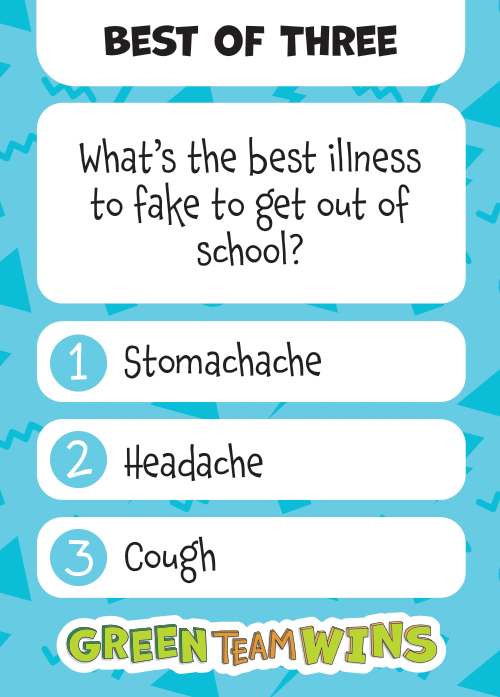 BEST OF THREE
What's the best illness
to fake to get out of
school?
1 Stomachache
2 Headache
3 Cough
GREEN TEAM WINS